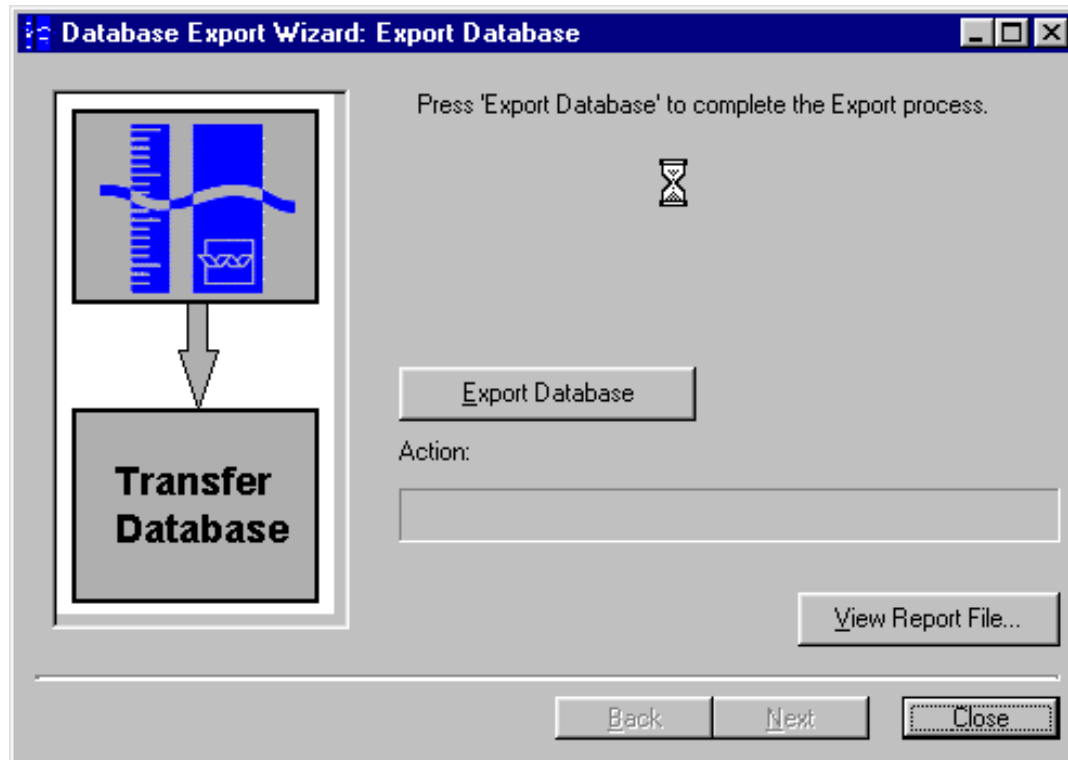 Database Export Wizard: Export Database
Press 'Export Database' to complete the Export process.
Export Database
Action:
Transfer
Database
View Report File...
Back
Next
Close